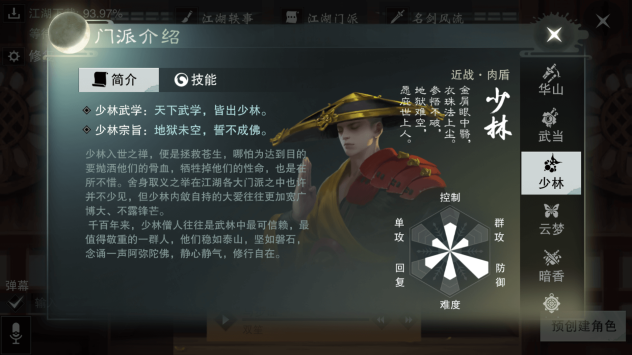 93.97%
江湖轶事
江湖门派
名剑风流
门派介绍
简介
技能
少林武学：天下武学，皆出少林。
少林宗旨：地狱未空，誓不成佛。
少林入世之禅，便是拯救苍生，哪怕为达到目的
要抛洒他们的骨血，牺牲掉他们的性命，也是在
所不惜。舍身取义之举在江湖各大门派之中也许
并不少见，但少林内敛自持的大爱往往更加宽广
博大、不露锋芒。
千百年来，少林僧人往往是武林中最可信赖，最
值得敬重的一群人，他们稳如泰山，坚如磐石，
念诵一声阿弥陀佛，静心静气，修行自在。
近战·肉盾
少林
金屑眼中翳，
衣珠法上尘。
参悟不破，
地狱难空，
愿庇世上人。
控制
单攻
群攻
回复
防御
难度
华山
武当
少林
云梦
暗香
弹幕
预创建角色